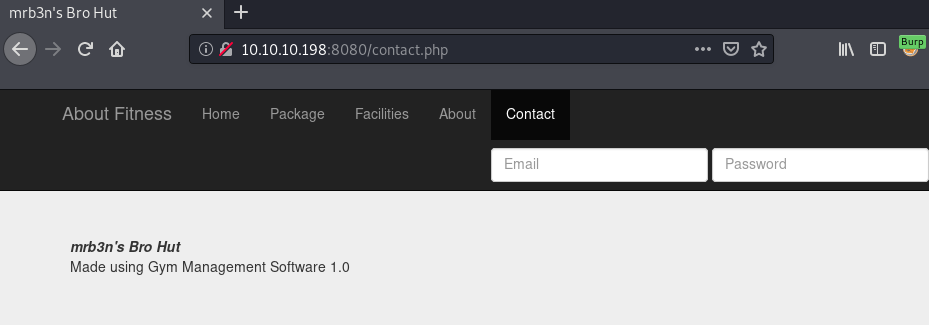 mrb3n's Bro Hut
10.10.10.198:8080/contact.php
Burp
About Fitness Home Package Facilities About Contact
Email Password
mrb3n's Bro Hut
Made using Gym Management Software 1.0